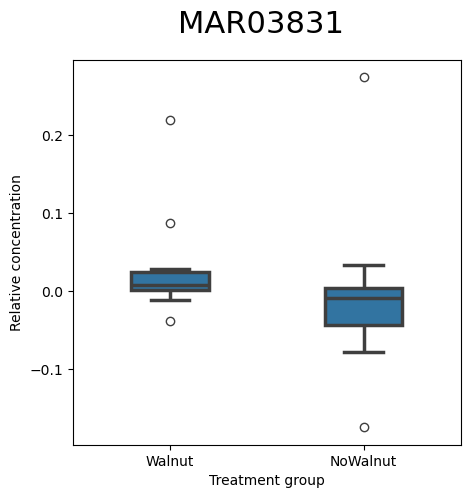 MAR03831
Relative concentration
0.2
0.1
0.0
−0.1
Walnut
NoWalnut
Treatment group